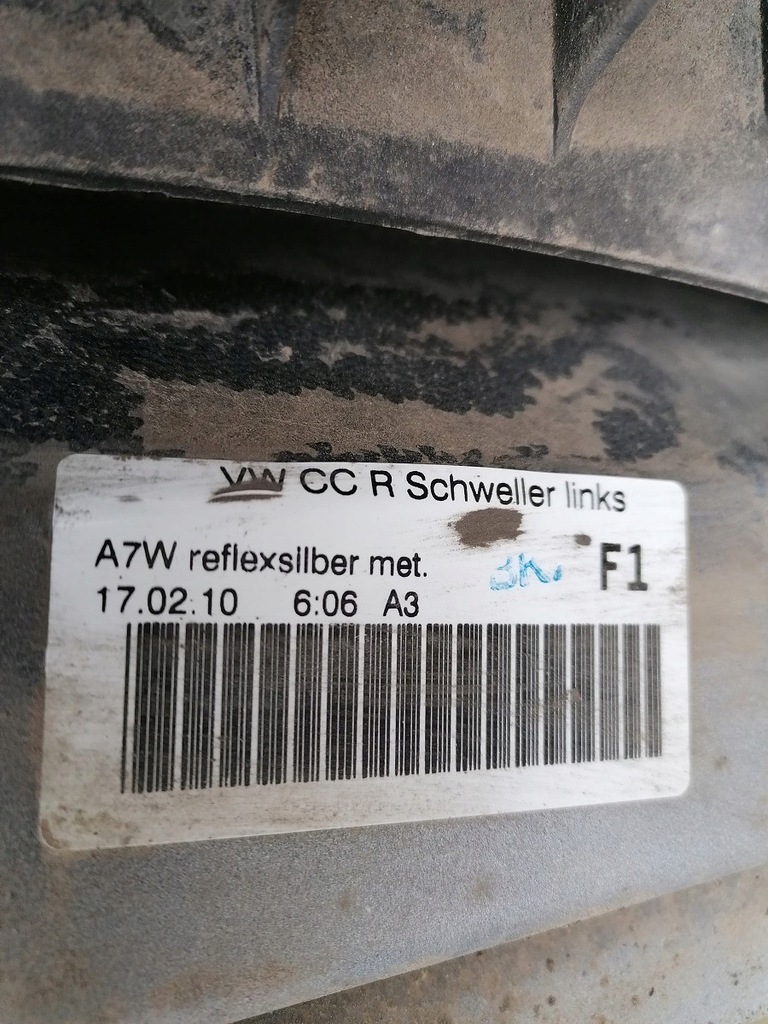 VW CC R Schweller links
A7W reflexsilber met.
F1
17.02.10 6:06 A3